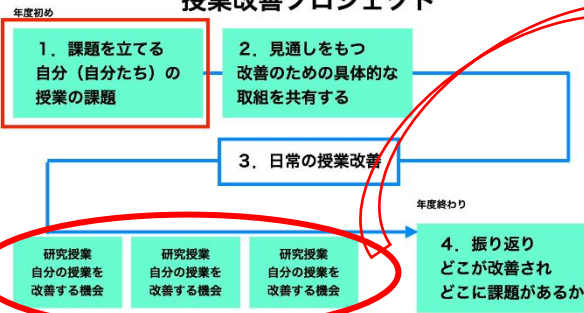 授業改善プロジェクト
年度初め
1．課題を立てる
自分（自分たち）の
授業の課題
2．見通しをもつ
改善のための具体的な
取組を共有する
3．日常の授業改善
年度終わり
研究授業
自分の授業を
改善する機会
研究授業
自分の授業を
改善する機会
研究授業
自分の授業を
改善する機会
4．振り返り
どこが改善され
どこに課題があるか